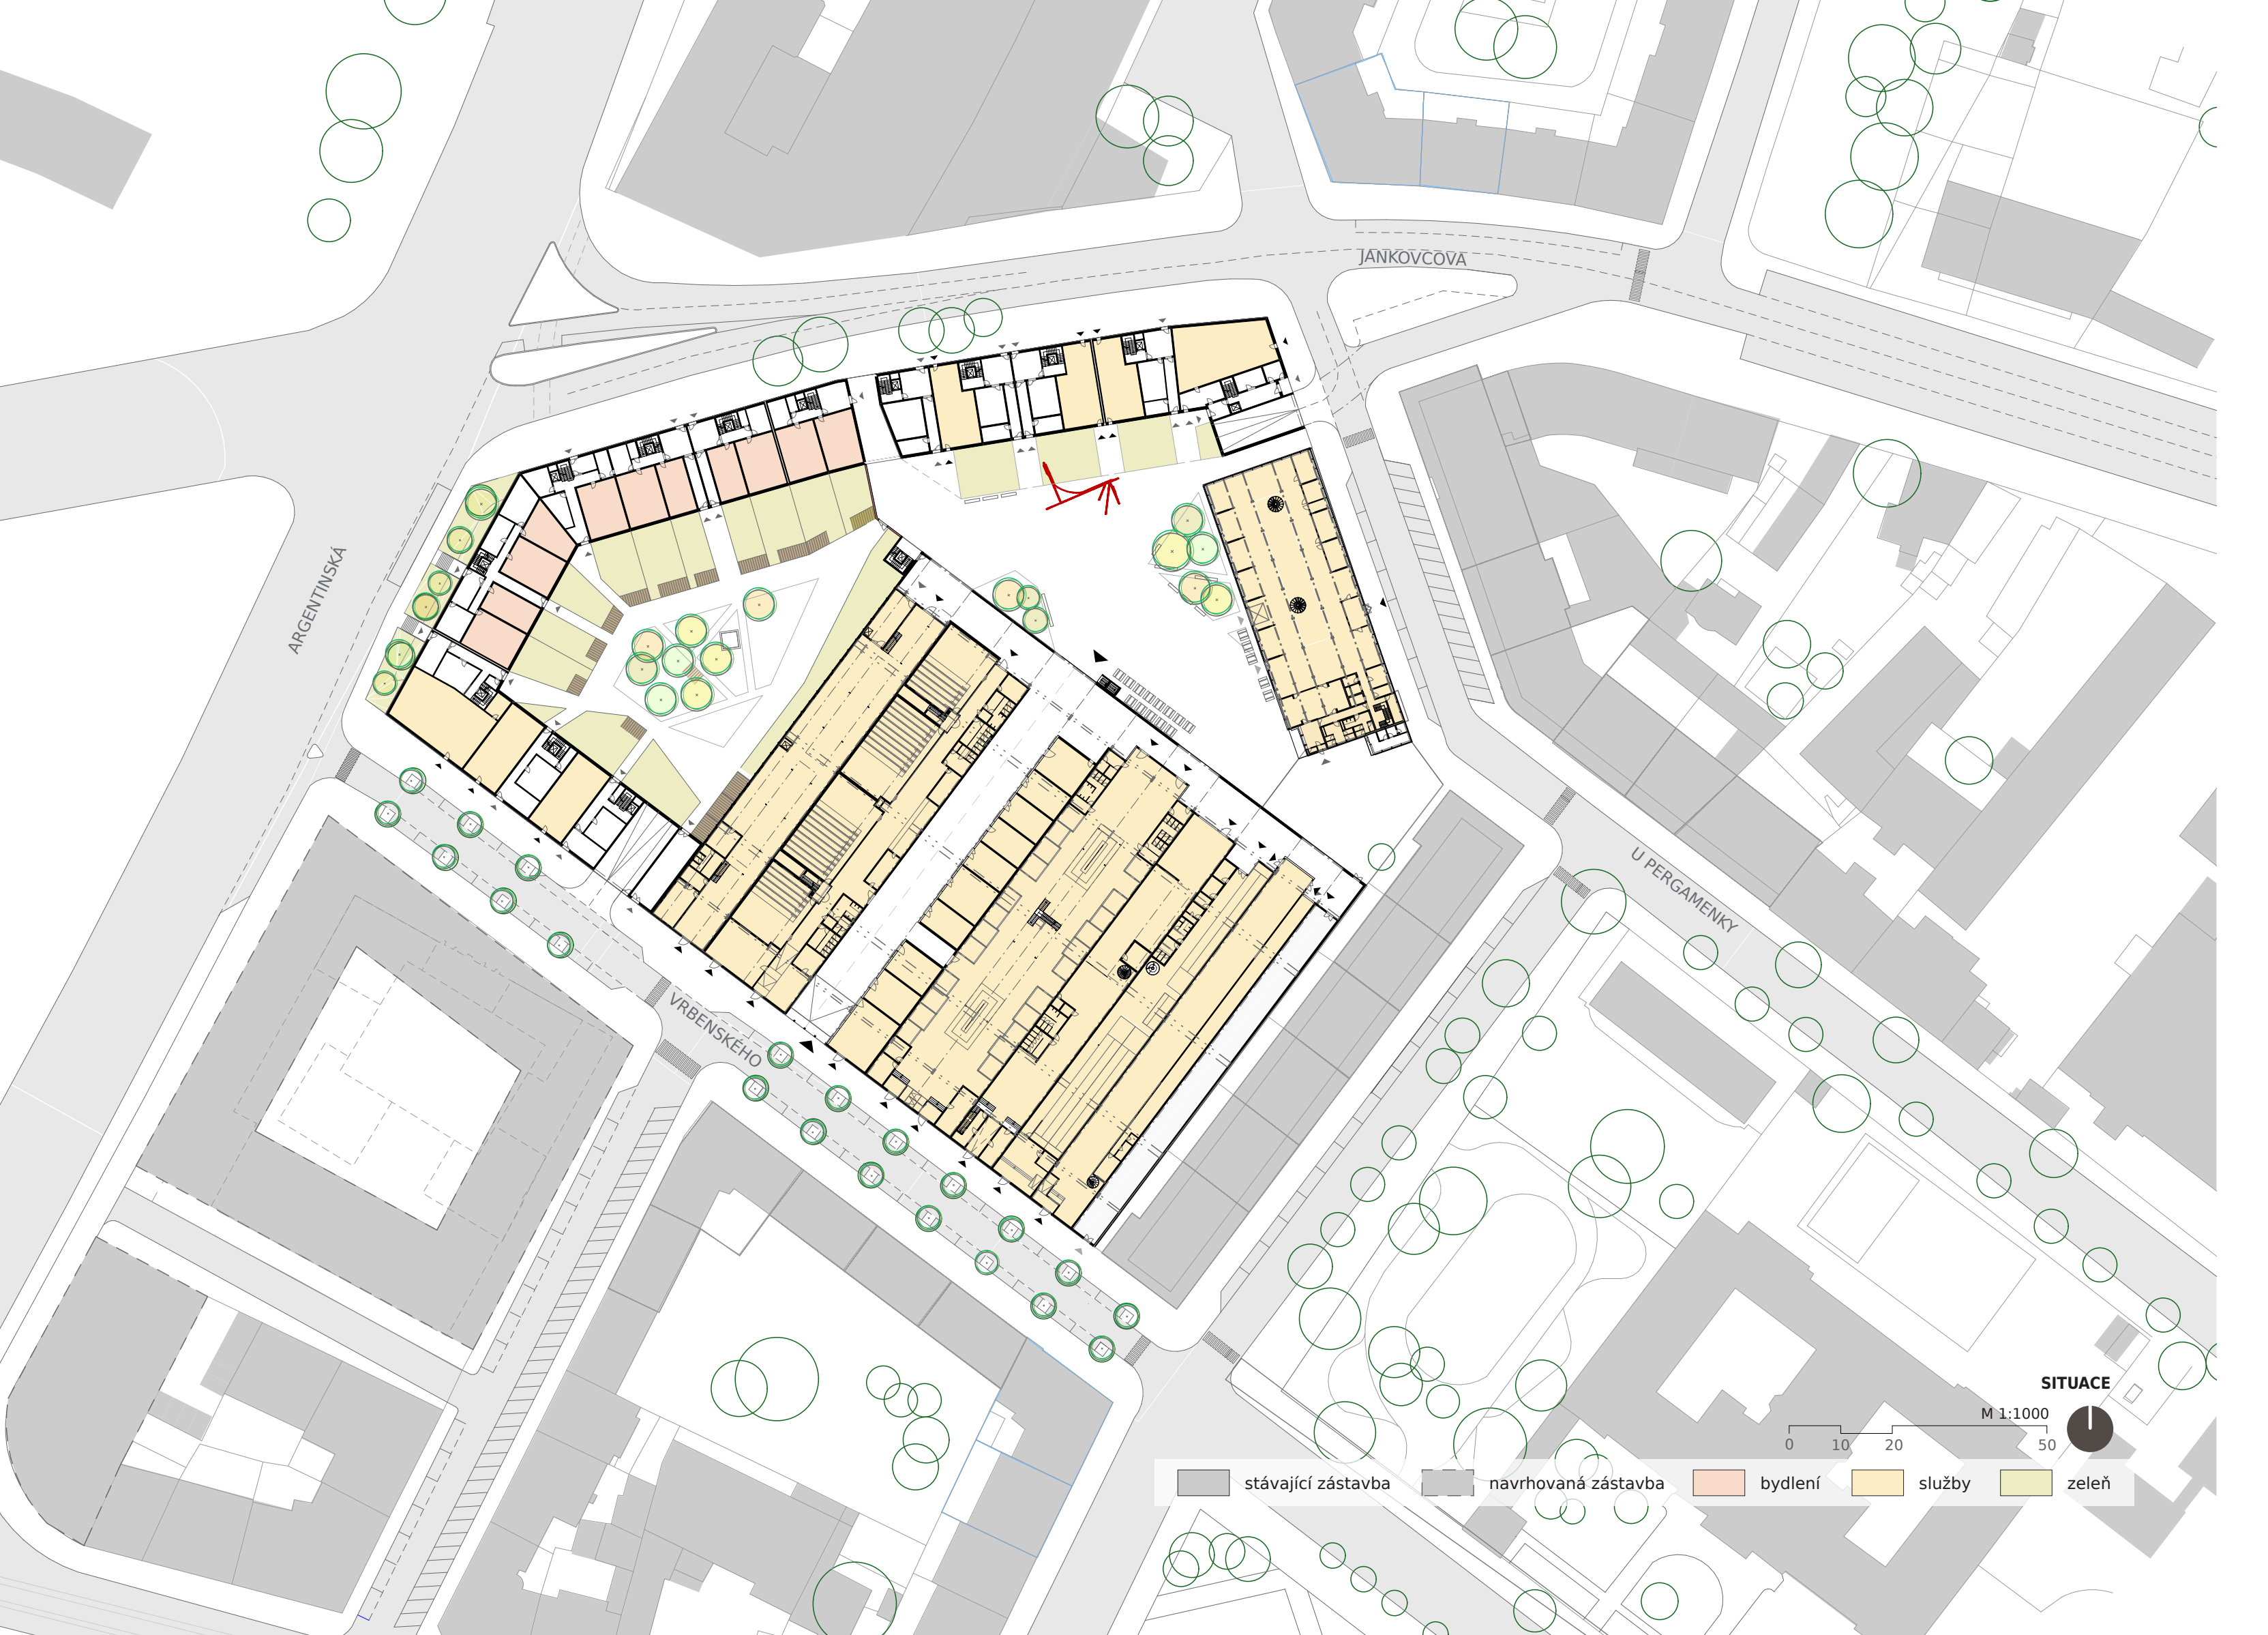 JANKOVCOVA
ARGENTINSKÁ
U PERGAMENKY
VRBENSKÉHO
SITUACE
M 1:1000
0 10 20 50
stávající zástavba navrhovaná zástavba bydlení služby zeleň